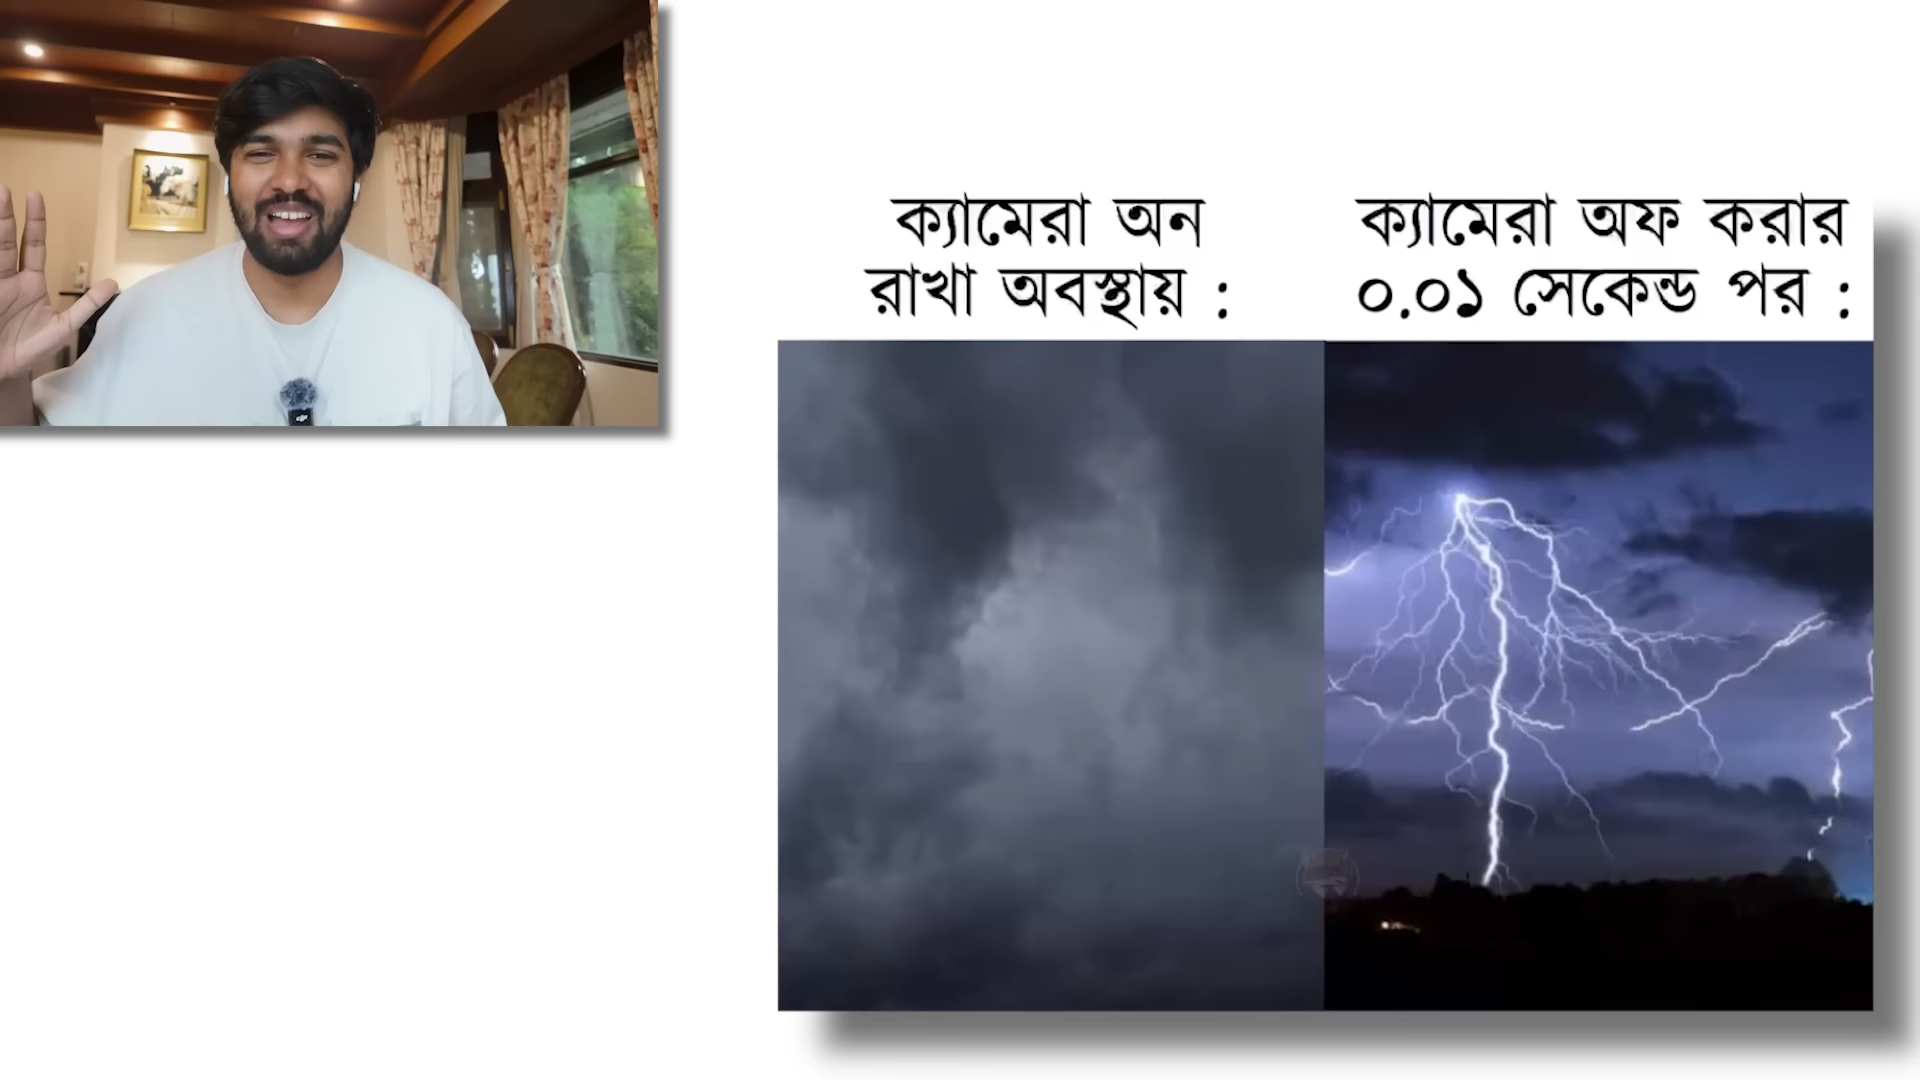 ক্যামেরা অন
রাখা অবস্থায় :
ক্যামেরা অফ করার
০.০১ সেকেন্ড পর :